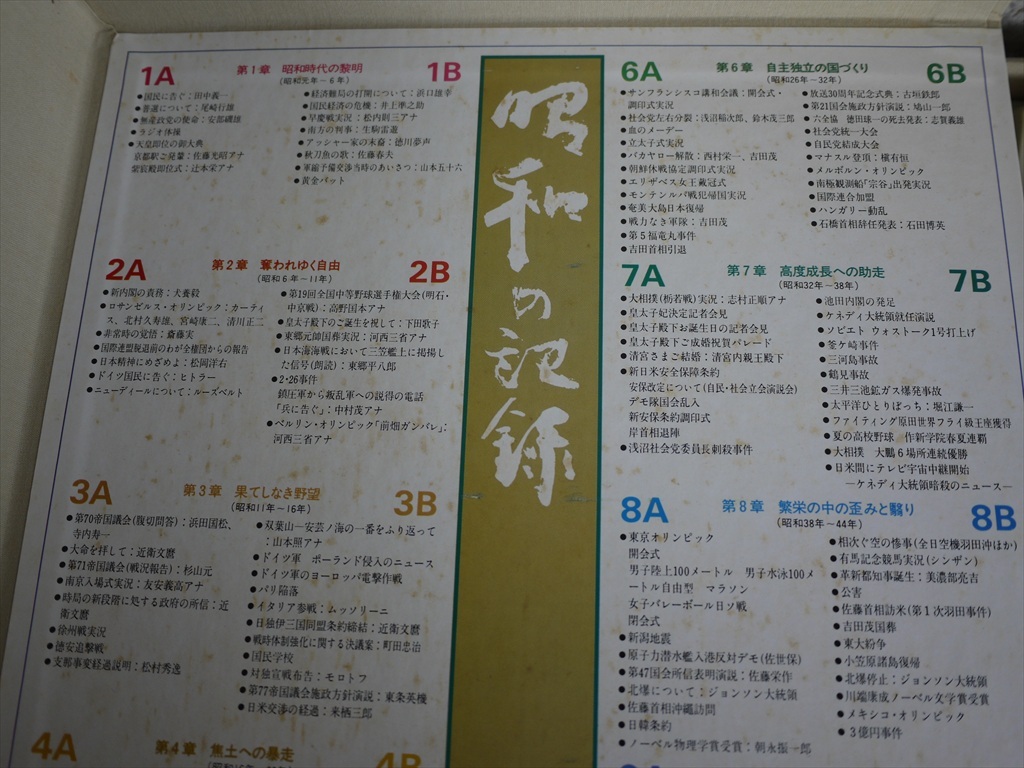 昭和の記録
1A
第1章 昭和時代の黎明
(昭和元年~6年)
1B
●国民に告ぐ:田中義一
●普選について:尾崎行雄
●無産政党の使命:安部磯雄
●ラジオ体操
●天皇即位の御大典
京都駅ご発輦:佐藤光昭アナ
紫宸殿即位式:辻本栄アナ
●経済難局の打開について:浜口雄幸
●国民経済の危機:井上準之助
●早慶戦実況:松内則三アナ
●南方の判事:生駒雷遊
●アッシャー家の末裔:徳川夢声
●秋刀魚の歌:佐藤春夫
●軍縮予備交渉当時のあいさつ:山本五十六
●黄金バット
2A
第2章 奪われゆく自由
(昭和6年~11年)
2B
●新内閣の責務:犬養毅
●ロサンゼルス・オリンピック:カーティ
ス、北村久寿雄、宮崎康二、清川正二
●非常時の覚悟:斎藤実
●国際連盟脱退前のわが全権団からの報告
●日本精神にめざめよ:松岡洋右
●ドイツ国民に告ぐ:ヒトラー
●ニューディールについて:ルーズベルト
●第19回全国中等野球選手権大会(明石・
中京戦):高野国本アナ
●皇太子殿下のご誕生を祝して:下田歌子
●東郷元帥国葬実況:河西三省アナ
●日本海海戦において三笠艦上に掲揚し
た信号(朗読):東郷平八郎
●2・26事件
鎮圧軍から叛乱軍への説得の電話
「兵に告ぐ」:中村茂アナ
●ベルリン・オリンピック「前畑ガンバレ」:
河西三省アナ
3A
第3章 果てしなき野望
(昭和11年~16年)
3B
●第70帝国議会(腹切問答):浜田国松、
寺内寿一
●大命を拝して:近衛文麿
●第71帝国議会(戦況報告):杉山元
●南京入場式実況:友安義高アナ
●時局の新段階に処する政府の所信:近
衛文麿
●徐州戦実況
●徳安追撃戦
●支那事変経過説明:松村秀逸
●双葉山―安芸ノ海の一番をふり返って
:山本照アナ
●ドイツ軍 ポーランド侵入のニュース
●ドイツ軍のヨーロッパ電撃作戦
●パリ陥落
●イタリア参戦:ムッソリーニ
●日独伊三国同盟条約締結:近衛文麿
●戦時体制強化に関する決議案:町田忠治
●国民学校
●対独宣戦布告:モロトフ
●第77帝国議会施政方針演説:東条英機
●日米交渉の経過:来栖三郎
4A
第4章 焦土への暴走
4B
6A
第6章 自主独立の国づくり
(昭和26年~32年)
6B
●サンフランシスコ講和会議:開会式・
調印式実況
●社会党左右分裂:浅沼稲次郎、鈴木茂三郎
●血のメーデー
●立太子式実況
●バカヤロー解散:西村栄一、吉田茂
●朝鮮休戦協定調印式実況
●エリザベス女王戴冠式
●モンテンルパ戦犯帰国実況
●奄美大島日本復帰
●戦力なき軍隊:吉田茂
●第5福竜丸事件
●吉田首相引退
●放送30周年記念式典:古垣鉄郎
●第21国会施政方針演説:鳩山一郎
●六全協 徳田球一の死去発表:志賀義雄
●社会党統一大会
●自民党結成大会
●マナスル登頂:槇有恒
●メルボルン・オリンピック
●南極観測船「宗谷」出発実況
●国際連合加盟
●ハンガリー動乱
●石橋首相辞任発表:石田博英
7A
第7章 高度成長への助走
(昭和32年~38年)
7B
●大相撲(栃若戦)実況:志村正順アナ
●皇太子妃決定記者会見
●皇太子殿下お誕生日の記者会見
●皇太子殿下ご成婚祝賀パレード
●清宮さまご結婚:清宮内親王殿下
●新日米安全保障条約
安保改定について(自民・社会立会演説会)
デモ隊国会乱入
新安保条約調印式
岸首相退陣
●浅沼社会党委員長刺殺事件
●池田内閣の発足
●ケネディ大統領就任演説
●ソビエト ウォストーク1号打上げ
●釜ケ崎事件
●三河島事故
●鶴見事故
●三井三池鉱ガス爆発事故
●太平洋ひとりぼっち:堀江謙一
●ファイティング原田世界フライ級王座獲得
●夏の高校野球 作新学院春夏連覇
●大相撲 大鵬6場所連続優勝
●日米間にテレビ宇宙中継開始
―ケネディ大統領暗殺のニュース―
8A
第8章 繁栄の中の歪みと翳り
(昭和38年~44年)
8B
●東京オリンピック
開会式
男子陸上100メートル 男子水泳100メ
ートル自由型 マラソン
女子バレーボール日ソ戦
閉会式
●新潟地震
●原子力潜水艦入港反対デモ(佐世保)
●第47国会所信表明演説:佐藤栄作
●北爆について:ジョンソン大統領
●佐藤首相沖縄訪問
●日韓条約
●ノーベル物理学賞受賞:朝永振一郎
●相次ぐ空の惨事(全日空機羽田沖ほか)
●有馬記念競馬実況(シンザン)
●革新都知事誕生:美濃部亮吉
●公害
●佐藤首相訪米(第1次羽田事件)
●吉田茂国葬
●東大紛争
●小笠原諸島復帰
●北爆停止:ジョンソン大統領
●川端康成ノーベル文学賞受賞
●メキシコ・オリンピック
●3億円事件